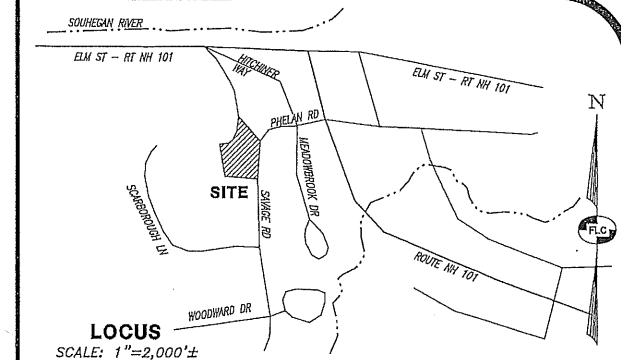 SOUHEGAN RIVER
ELM ST - RT NH 101
HITCHINER
WAY
ELM ST - RT NH 101
N
PHELAN RD
MEADOWBROOK DR
SITE
SAVAGE RD
SCARBOROUGH LN
FLC
ROUTE NH 101
WOODWARD DR
LOCUS
SCALE: 1"=2,000'±